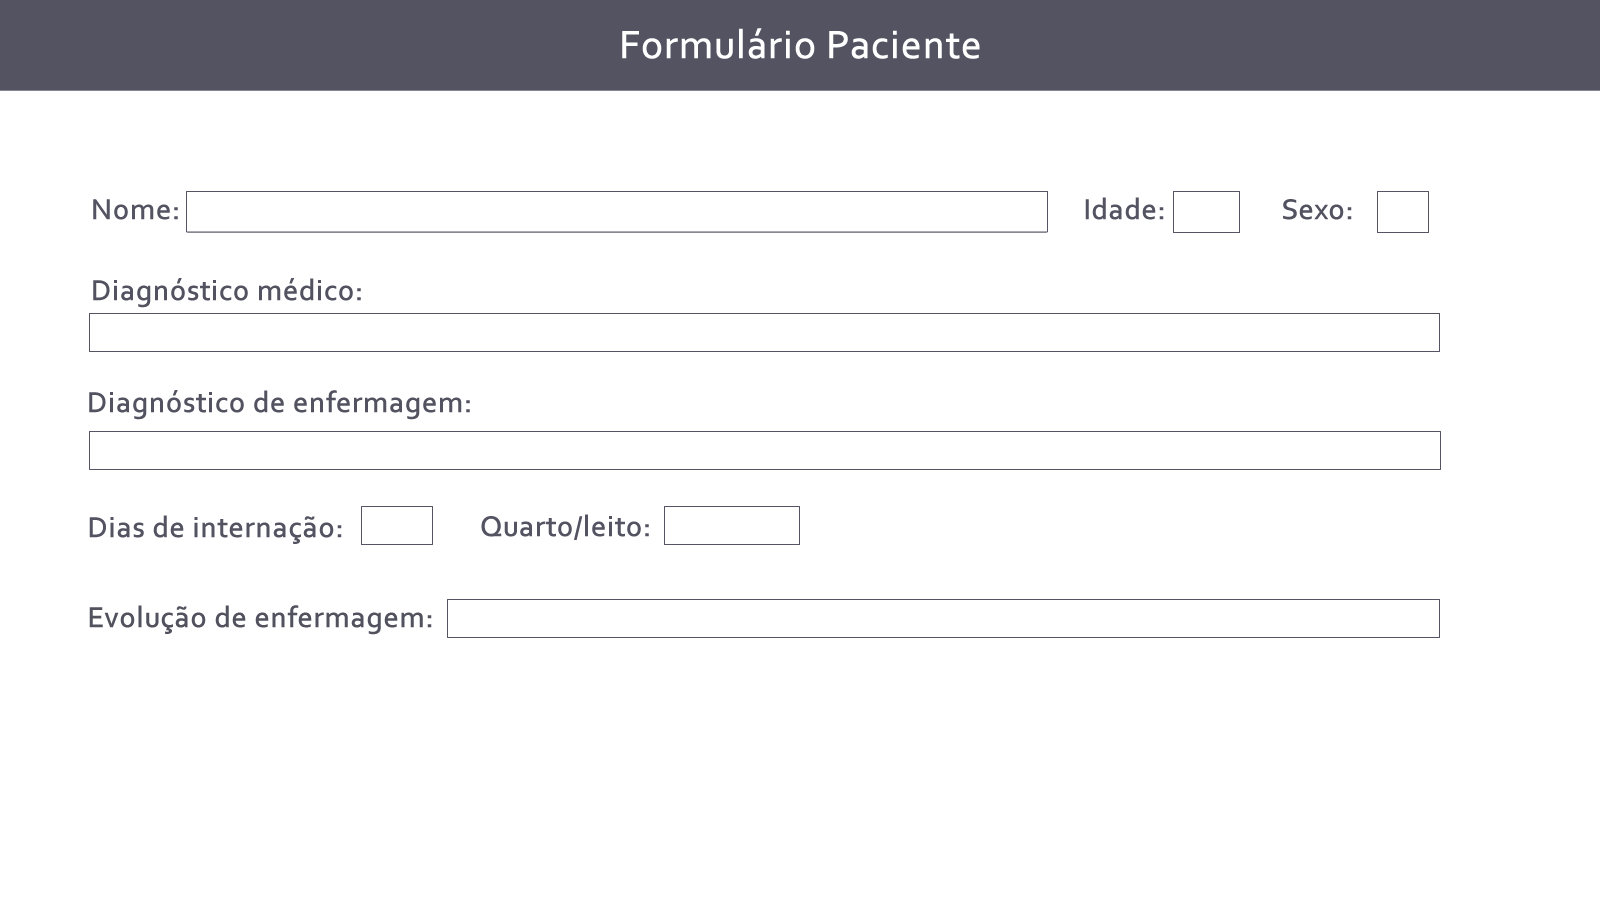 Formulário Paciente
Nome: Idade: Sexo:
Diagnóstico médico:
Diagnóstico de enfermagem:
Dias de internação: Quarto/leito:
Evolução de enfermagem: